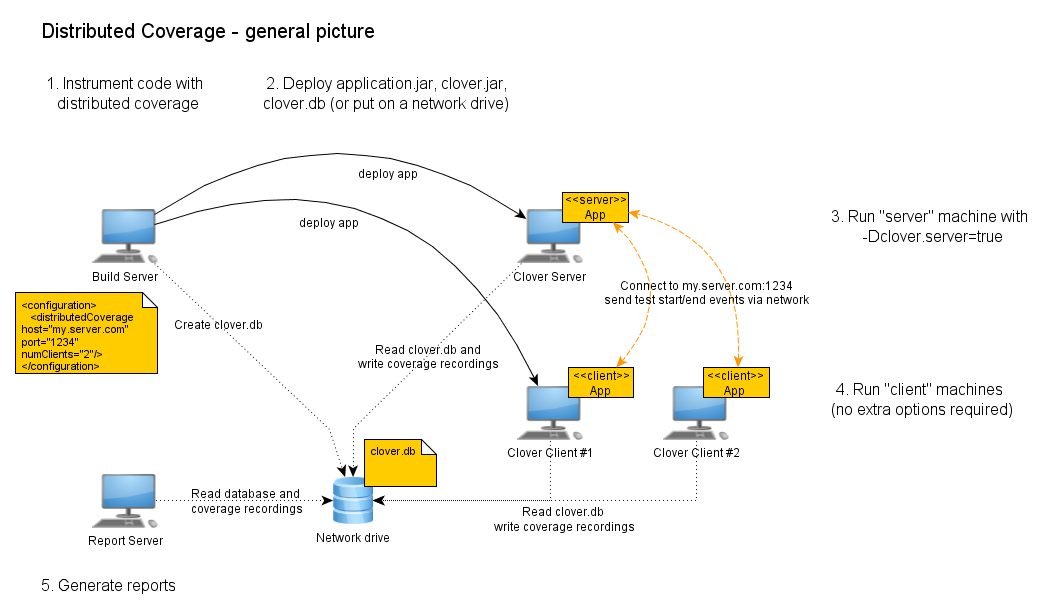 Distributed Coverage - general picture
1. Instrument code with
distributed coverage
2. Deploy application.jar, clover.jar,
clover.db (or put on a network drive)
deploy app
deploy app
<<server>>
App
3. Run "server" machine with
-Dclover.server=true
Build Server
Clover Server
<configuration>
<distributedCoverage
host="my.server.com"
port="1234"
numClients="2"/>
</configuration>
Create clover.db
Connect to my.server.com:1234
send test start/end events via network
Read clover.db and
write coverage recordings
<<client>>
App
<<client>>
App
4. Run "client" machines
(no extra options required)
Clover Client #1
Clover Client #2
clover.db
Read database and
coverage recordings
Read clover.db
write coverage recordings
Report Server
Network drive
5. Generate reports